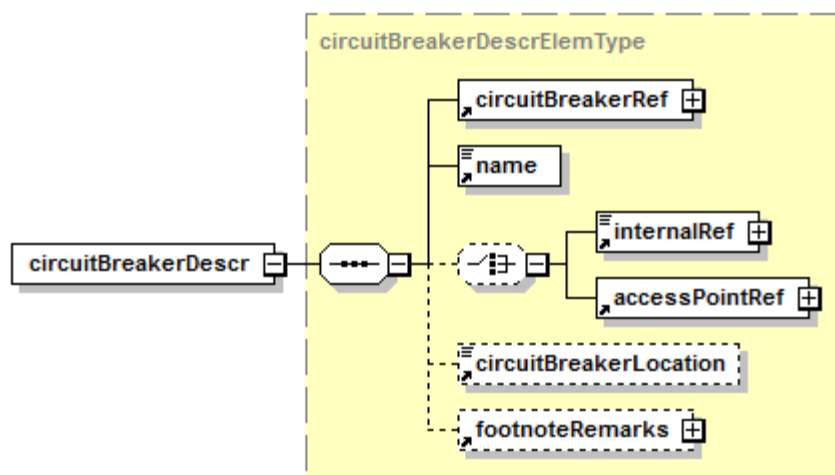 circuitBreakerDescrElemType
circuitBreakerRef
name
internalRef
circuitBreakerDescr
accessPointRef
circuitBreakerLocation
footnoteRemarks